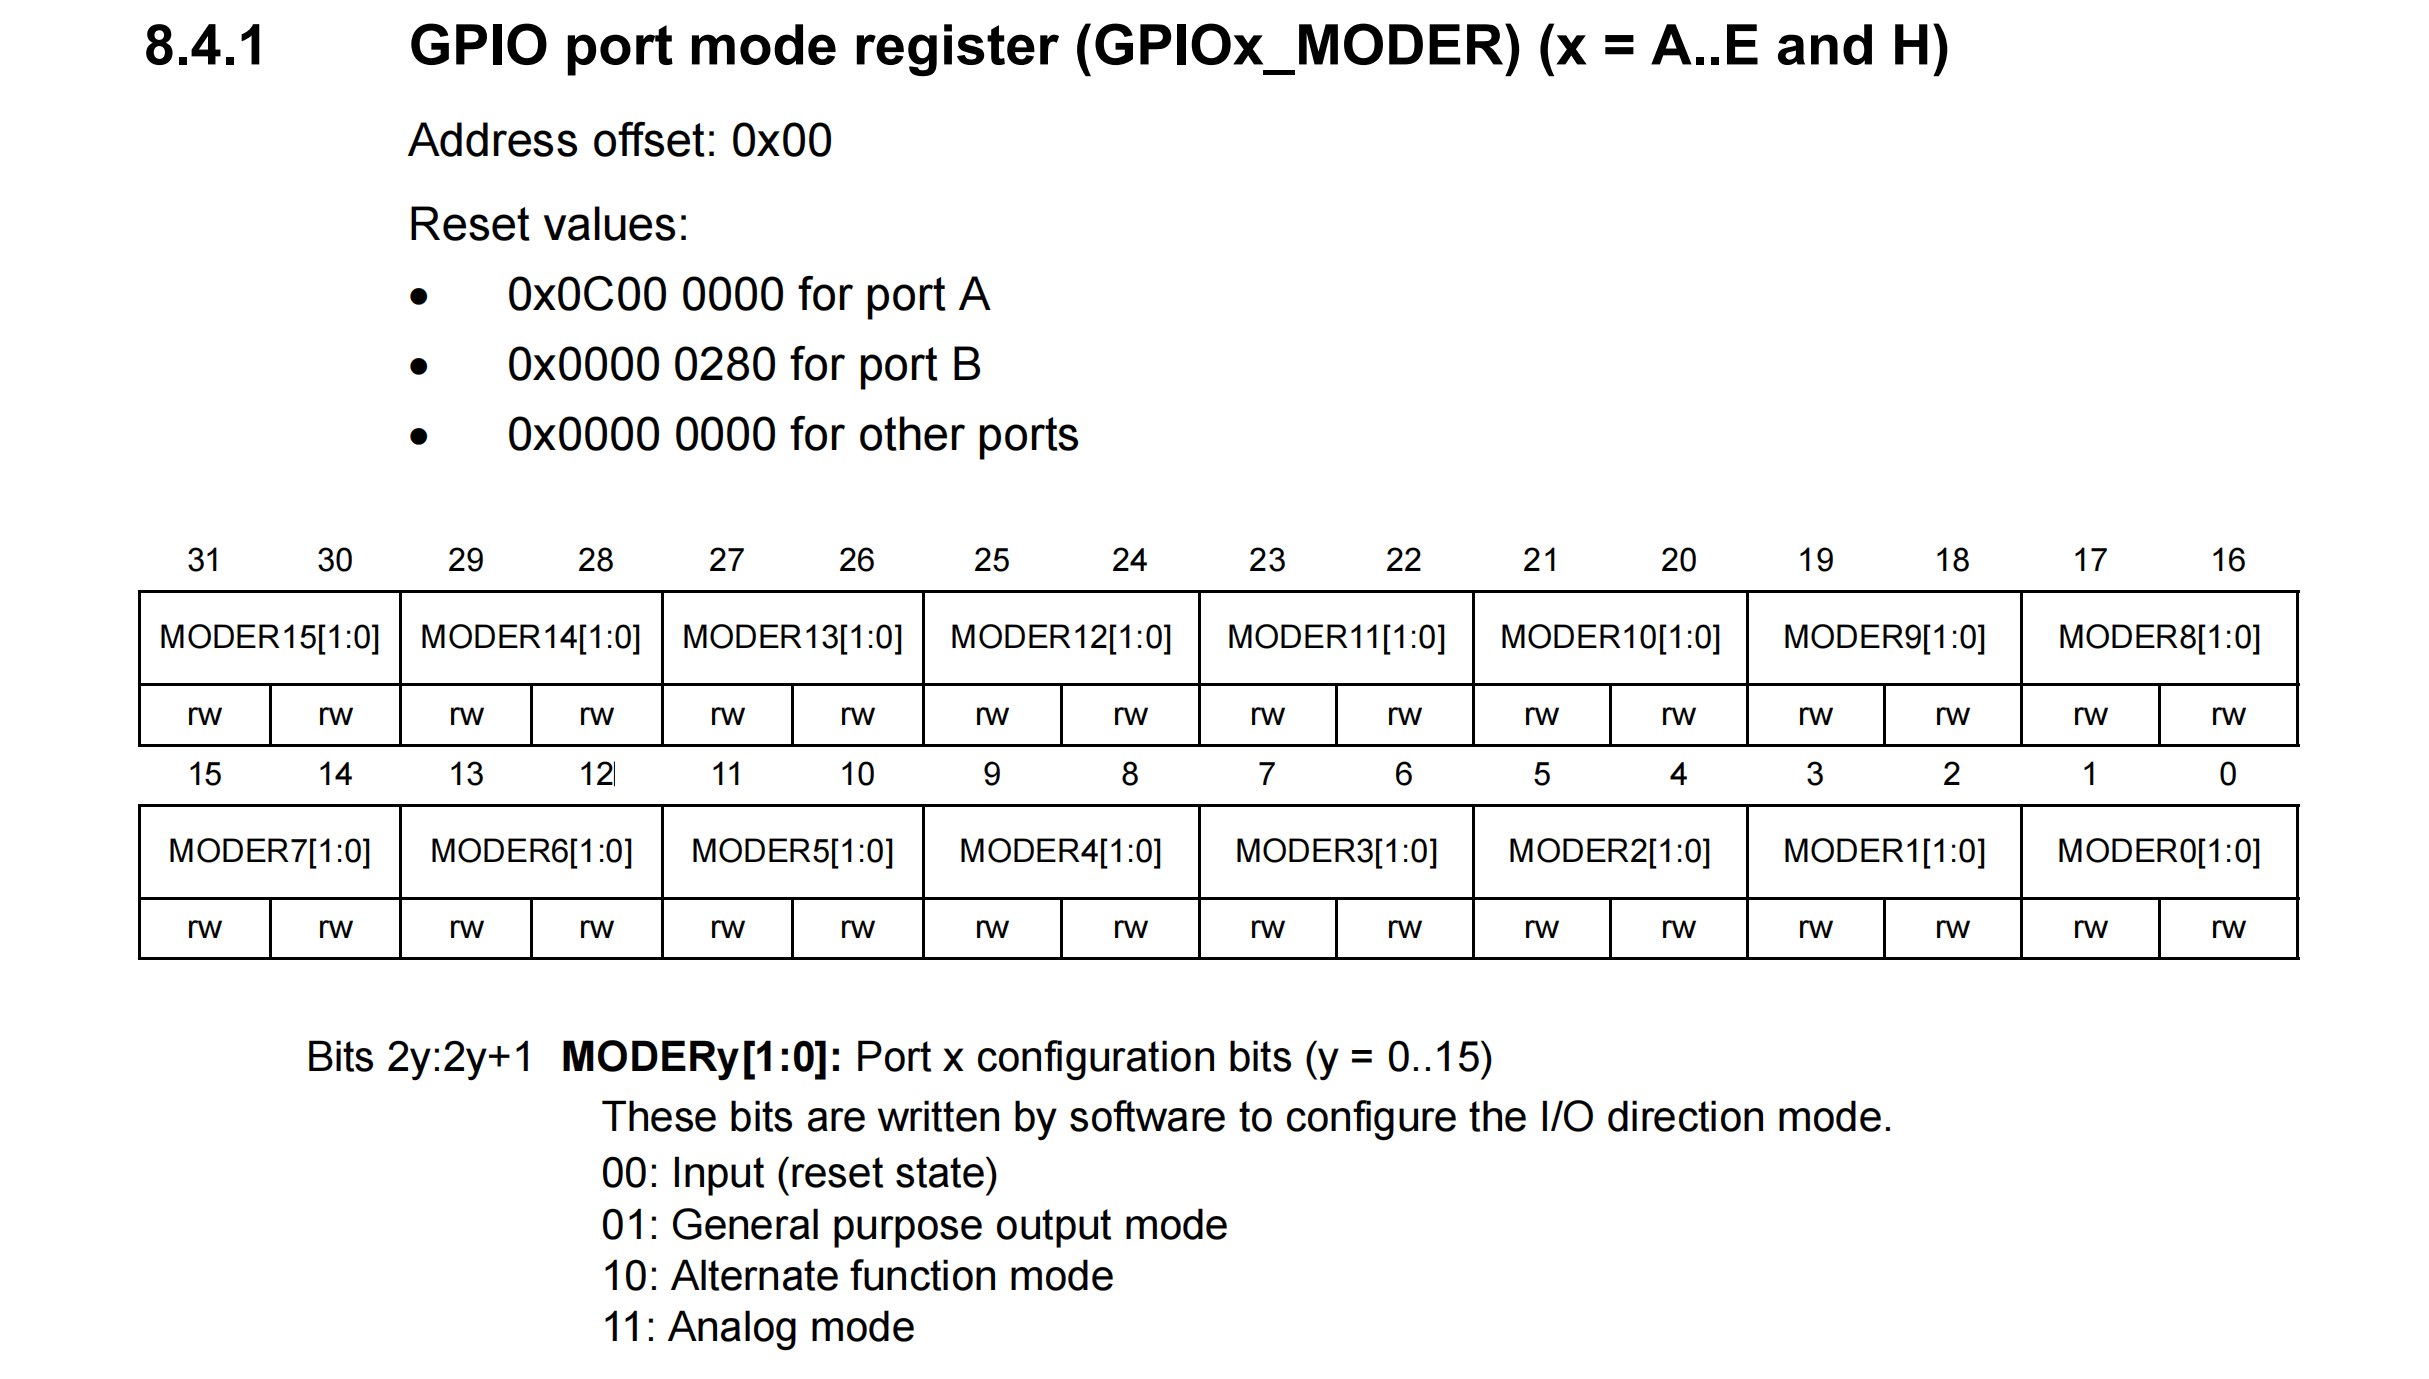 8.4.1 GPIO port mode register (GPIOx_MODER) (x = A..E and H)
Address offset: 0x00
Reset values:
• 0x0C00 0000 for port A
• 0x0000 0280 for port B
• 0x0000 0000 for other ports
31 30 29 28 27 26 25 24 23 22 21 20 19 18 17 16
MODER15[1:0] MODER14[1:0] MODER13[1:0] MODER12[1:0] MODER11[1:0] MODER10[1:0] MODER9[1:0] MODER8[1:0]
rw rw rw rw rw rw rw rw rw rw rw rw rw rw rw rw
15 14 13 12 11 10 9 8 7 6 5 4 3 2 1 0
MODER7[1:0] MODER6[1:0] MODER5[1:0] MODER4[1:0] MODER3[1:0] MODER2[1:0] MODER1[1:0] MODER0[1:0]
rw rw rw rw rw rw rw rw rw rw rw rw rw rw rw rw
Bits 2y:2y+1 MODERy[1:0]: Port x configuration bits (y = 0..15)
These bits are written by software to configure the I/O direction mode.
00: Input (reset state)
01: General purpose output mode
10: Alternate function mode
11: Analog mode